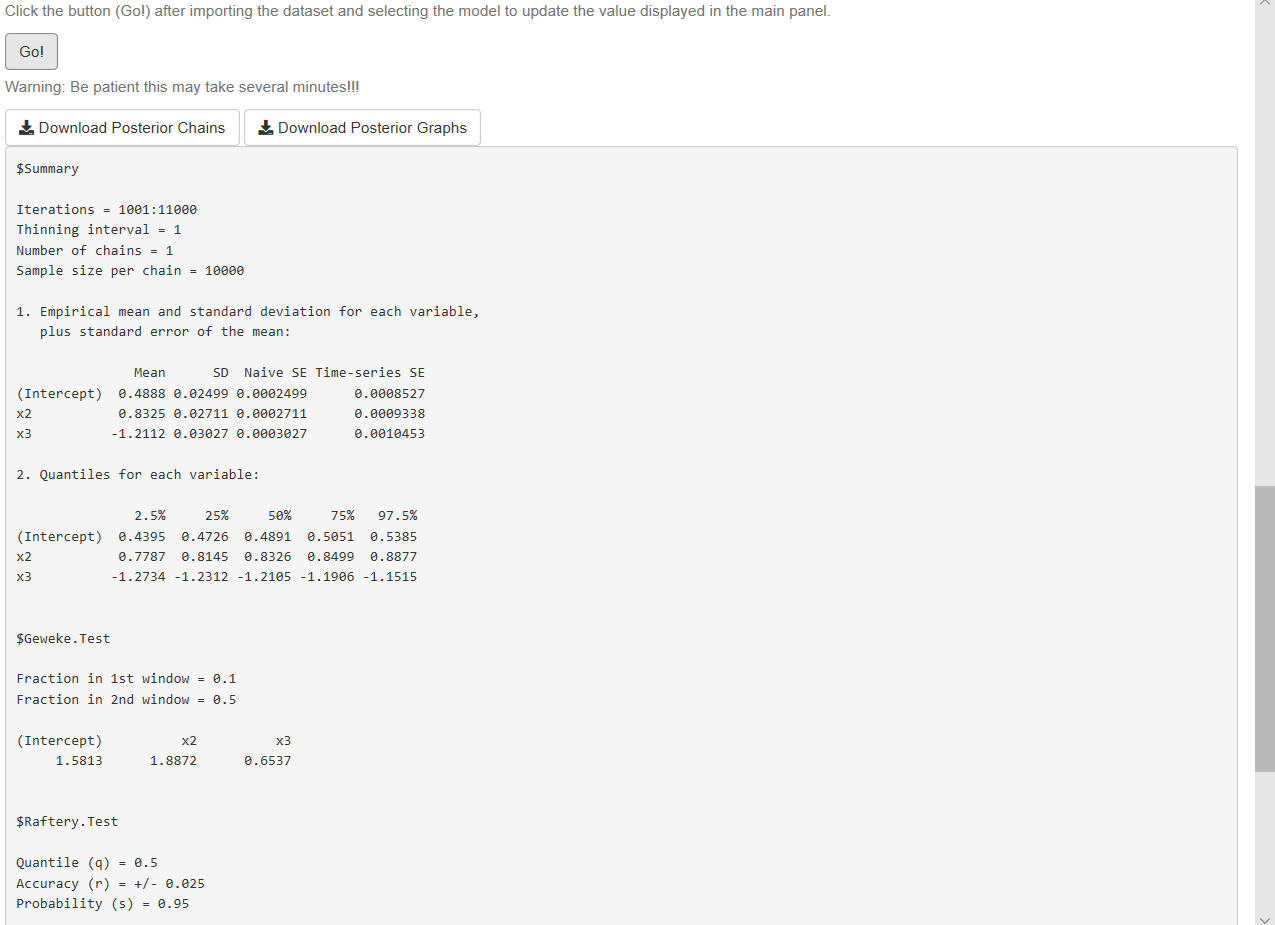 Click the button (Go!) after importing the dataset and selecting the model to update the value displayed in the main panel.
Go!
Warning: Be patient this may take several minutes!!!
Download Posterior Chains Download Posterior Graphs
$Summary
Iterations = 1001:11000
Thinning interval = 1
Number of chains = 1
Sample size per chain = 10000
1. Empirical mean and standard deviation for each variable,
plus standard error of the mean:
Mean SD Naive SE Time-series SE
(Intercept) 0.4888 0.02499 0.0002499 0.0008527
x2 0.8325 0.02711 0.0002711 0.0009338
x3 -1.2112 0.03027 0.0003027 0.0010453
2. Quantiles for each variable:
2.5% 25% 50% 75% 97.5%
(Intercept) 0.4395 0.4726 0.4891 0.5051 0.5385
x2 0.7787 0.8145 0.8326 0.8499 0.8877
x3 -1.2734 -1.2312 -1.2105 -1.1906 -1.1515
$Geweke.Test
Fraction in 1st window = 0.1
Fraction in 2nd window = 0.5
(Intercept) x2 x3
1.5813 1.8872 0.6537
$Raftery.Test
Quantile (q) = 0.5
Accuracy (r) = +/- 0.025
Probability (s) = 0.95